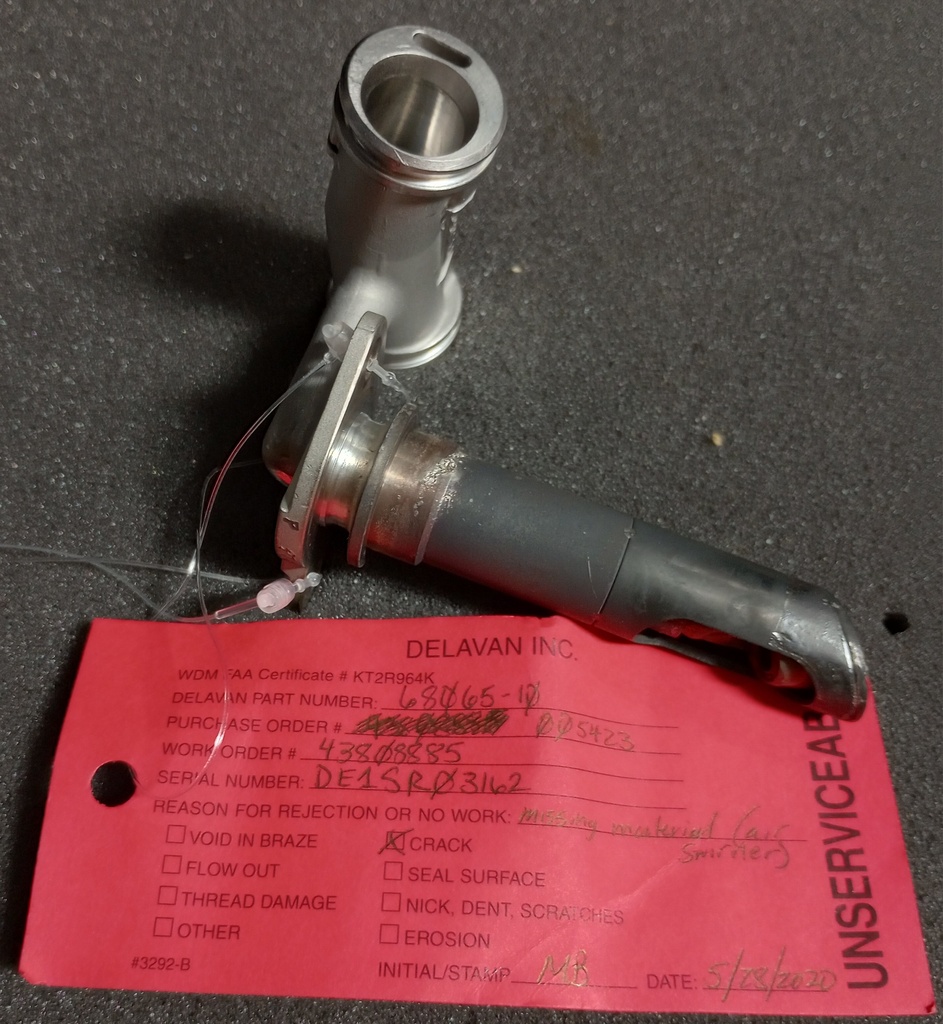 P
DELAVAN INC.
WDM FAA Certificate # KT2R964K
DELAVAN PART NUMBER: 68065-10
PURCHASE ORDER # 005423
WORK ORDER # 43808885
SERIAL NUMBER: DE1SR03162
REASON FOR REJECTION OR NO WORK: missing material (air
swirler)
VOID IN BRAZE
CRACK
FLOW OUT
SEAL SURFACE
THREAD DAMAGE
NICK, DENT, SCRATCHES
OTHER
EROSION
#3292-B
INITIAL/STAMP MB DATE: 5/28/2020
UNSERVICEAB